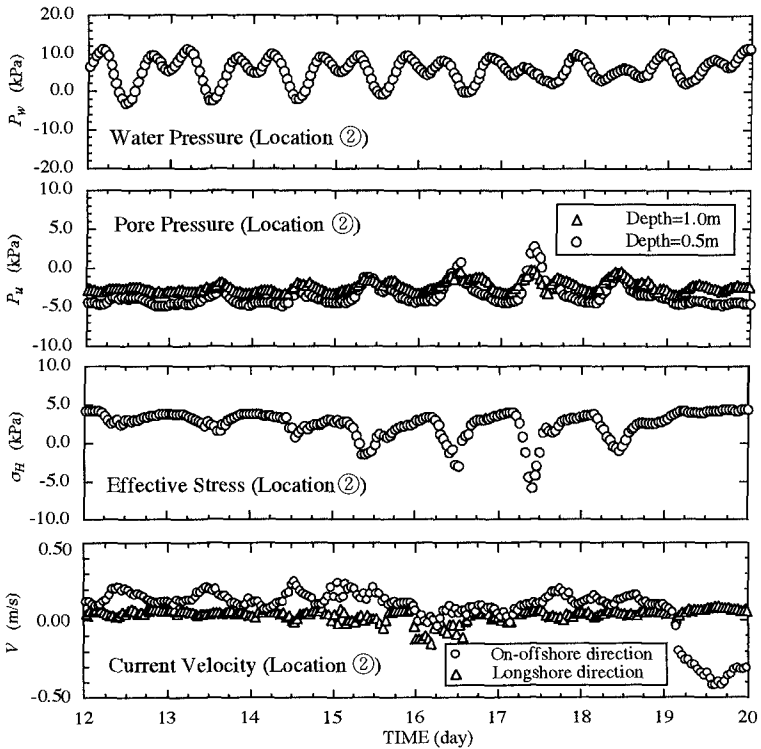 20.0
10.0
0.0
-10.0
20.0
P_w (kPa)
Water Pressure (Location ②)
10.0
5.0
0.0
-5.0
-10.0
P_u (kPa)
Pore Pressure (Location ②)
Depth=1.0m
Depth=0.5m
10.0
5.0
0.0
-5.0
-10.0
σ_H (kPa)
Effective Stress (Location ②)
0.50
0.00
-0.50
V (m/s)
Current Velocity (Location ②)
On-offshore direction
Longshore direction
12 13 14 15 16 17 18 19 20
TIME (day)